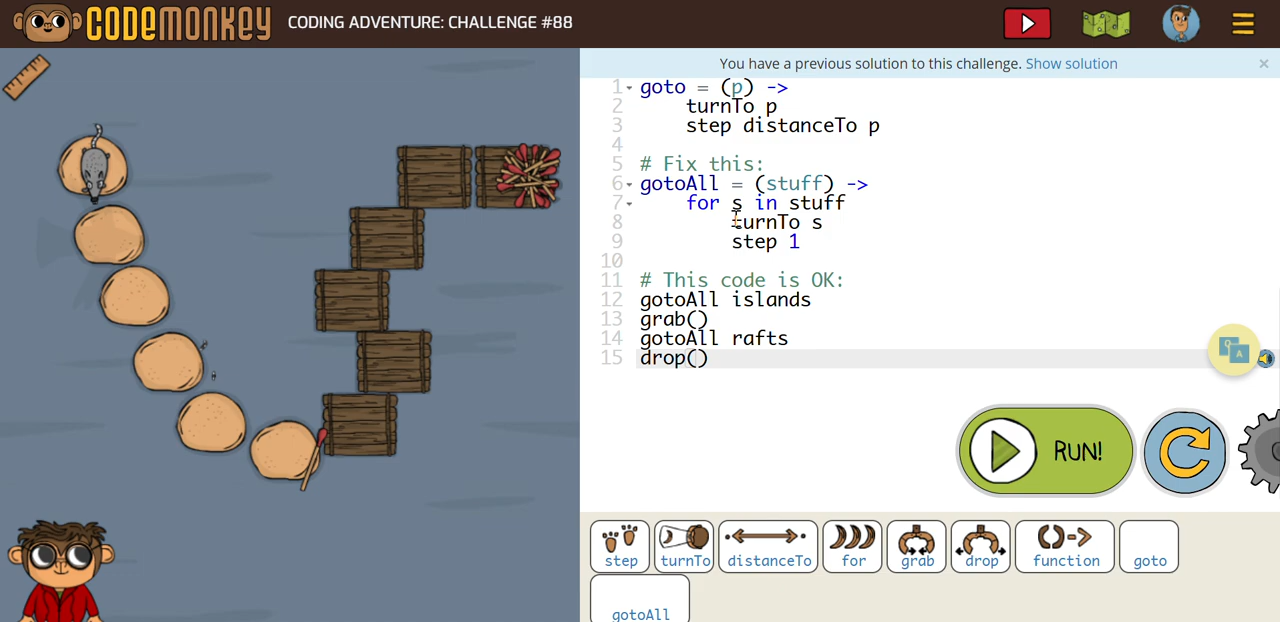 CODEMONKEY CODING ADVENTURE: CHALLENGE #88
You have a previous solution to this challenge. Show solution ×
1 goto = (p) ->
2     turnTo p
3     step distanceTo p
4
5 # Fix this:
6 gotoAll = (stuff) ->
7     for s in stuff
8         turnTo s
9         step 1
10
11 # This code is OK:
12 gotoAll islands
13 grab()
14 gotoAll rafts
15 drop()
Q A
RUN!
step turnTo distanceTo for grab drop function goto
gotoAll